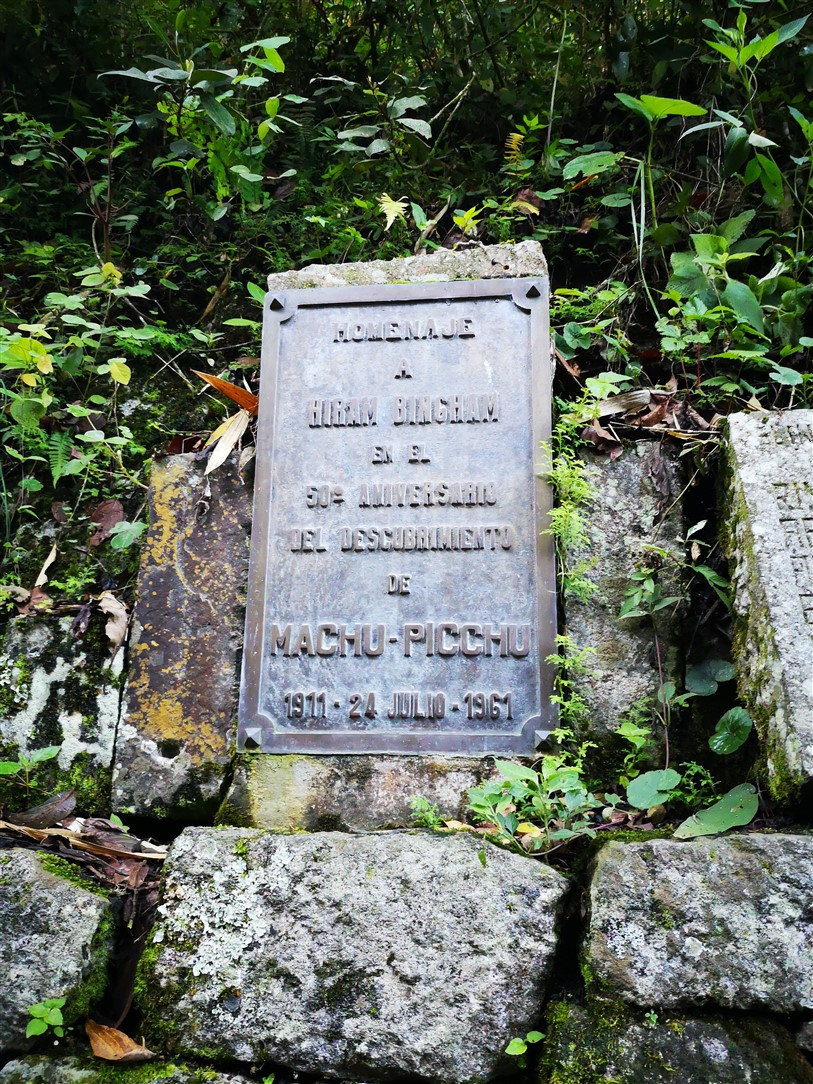 HOMENAJE
A
HIRAM BINGHAM
EN EL
50º ANIVERSARIO
DEL DESCUBRIMIENTO
DE
MACHU-PICCHU
1911 · 24 JULIO · 1961